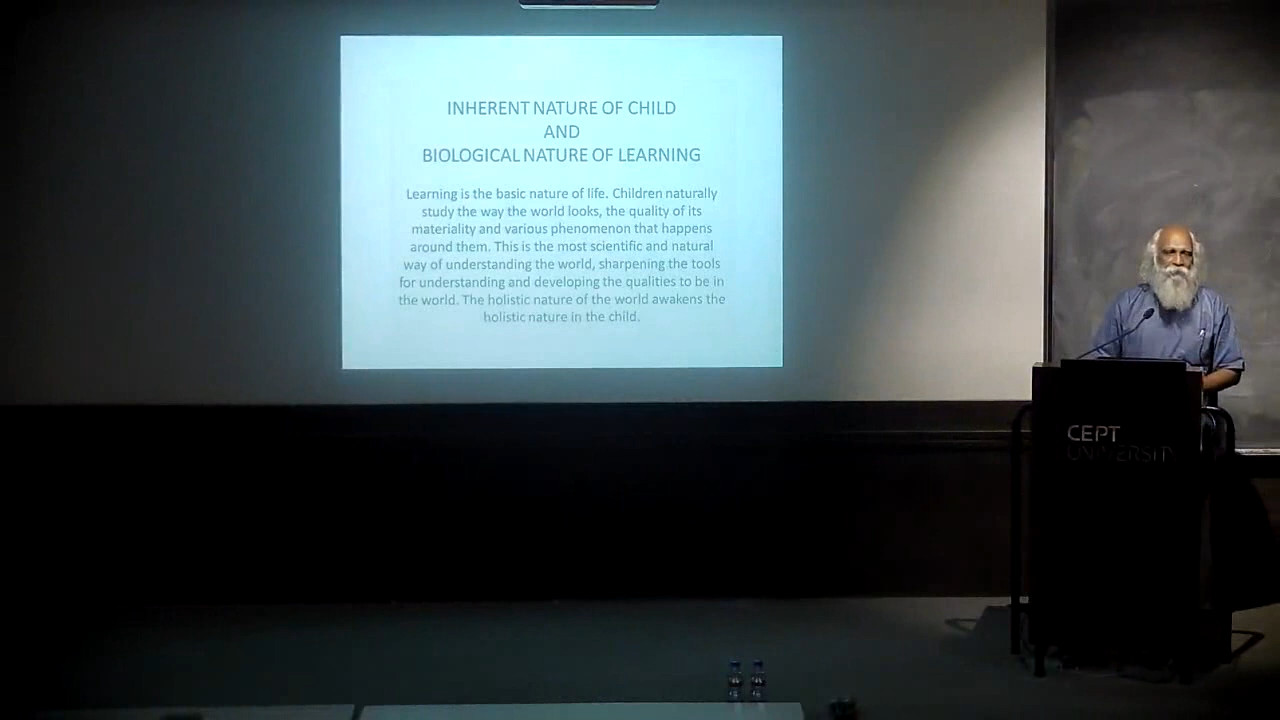 INHERENT NATURE OF CHILD
AND
BIOLOGICAL NATURE OF LEARNING
Learning is the basic nature of life. Children naturally
study the way the world looks, the quality of its
materiality and various phenomenon that happens
around them. This is the most scientific and natural
way of understanding the world, sharpening the tools
for understanding and developing the qualities to be in
the world. The holistic nature of the world awakens the
holistic nature in the child.
CEPT
UNIVERSIT